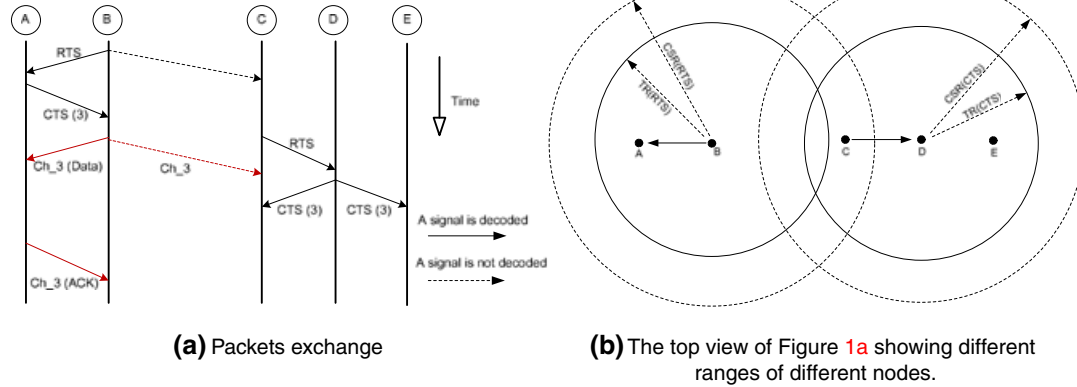 A B C D E
RTS
CTS (3)
Time
RTS
Ch_3 (Data)
Ch_3
CTS (3) CTS (3)
A signal is decoded
A signal is not decoded
Ch_3 (ACK)
(a) Packets exchange
CSR(RTS)
TR(RTS)
CSR(CTS)
TR(CTS)
A B C D E
(b) The top view of Figure 1a showing different
ranges of different nodes.